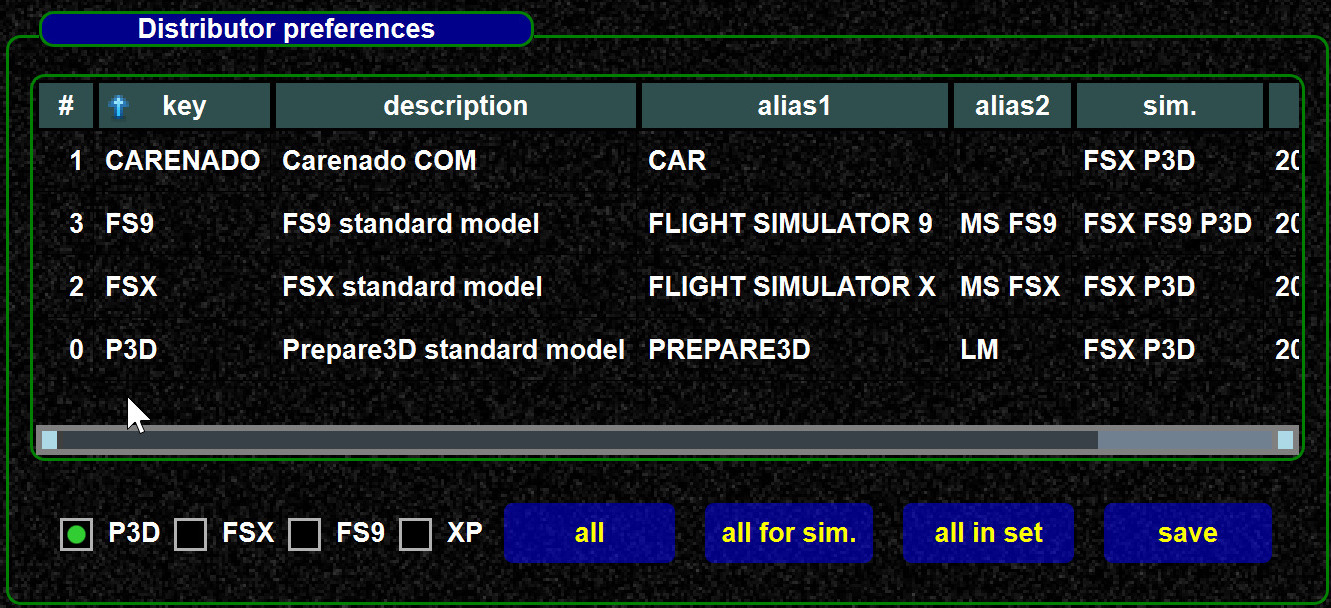 Distributor preferences
# key description alias1 alias2 sim.
1 CARENADO Carenado COM CAR FSX P3D 20
3 FS9 FS9 standard model FLIGHT SIMULATOR 9 MS FS9 FSX FS9 P3D 20
2 FSX FSX standard model FLIGHT SIMULATOR X MS FSX FSX P3D 20
0 P3D Prepare3D standard model PREPARE3D LM FSX P3D 20
P3D FSX FS9 XP all all for sim. all in set save